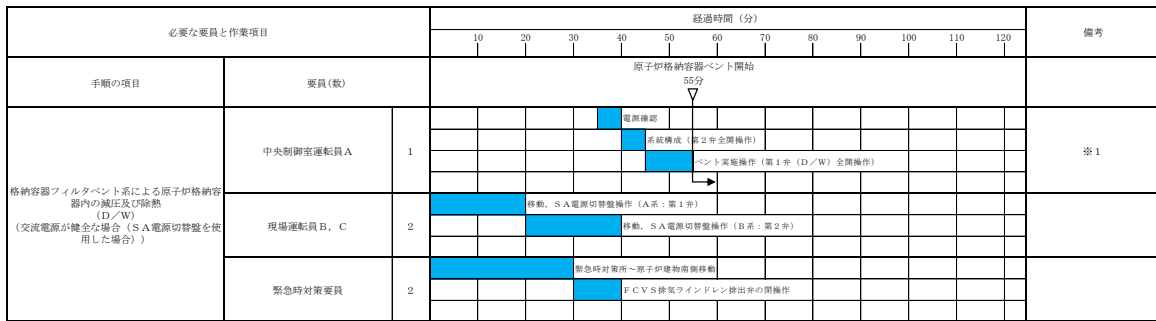 必要な要員と作業項目
経過時間（分）
備考
10 20 30 40 50 60 70 80 90 100 110 120
手順の項目
要員(数)
原子炉格納容器ベント開始
55分
格納容器フィルタベント系による原子炉格納容
器内の減圧及び除熱
（D／W）
（交流電源が健全な場合（ＳＡ電源切替盤を使
用した場合））
中央制御室運転員Ａ
1
電源確認
系統構成（第２弁全開操作）
ベント実施操作（第１弁（Ｄ／Ｗ）全開操作）
※１
現場運転員Ｂ，Ｃ
2
移動，ＳＡ電源切替盤操作（Ａ系：第１弁）
移動，ＳＡ電源切替盤操作（Ｂ系：第２弁）
緊急時対策要員
2
緊急時対策所～原子炉建物南側移動
ＦＣＶＳ排気ラインドレン排出弁の閉操作